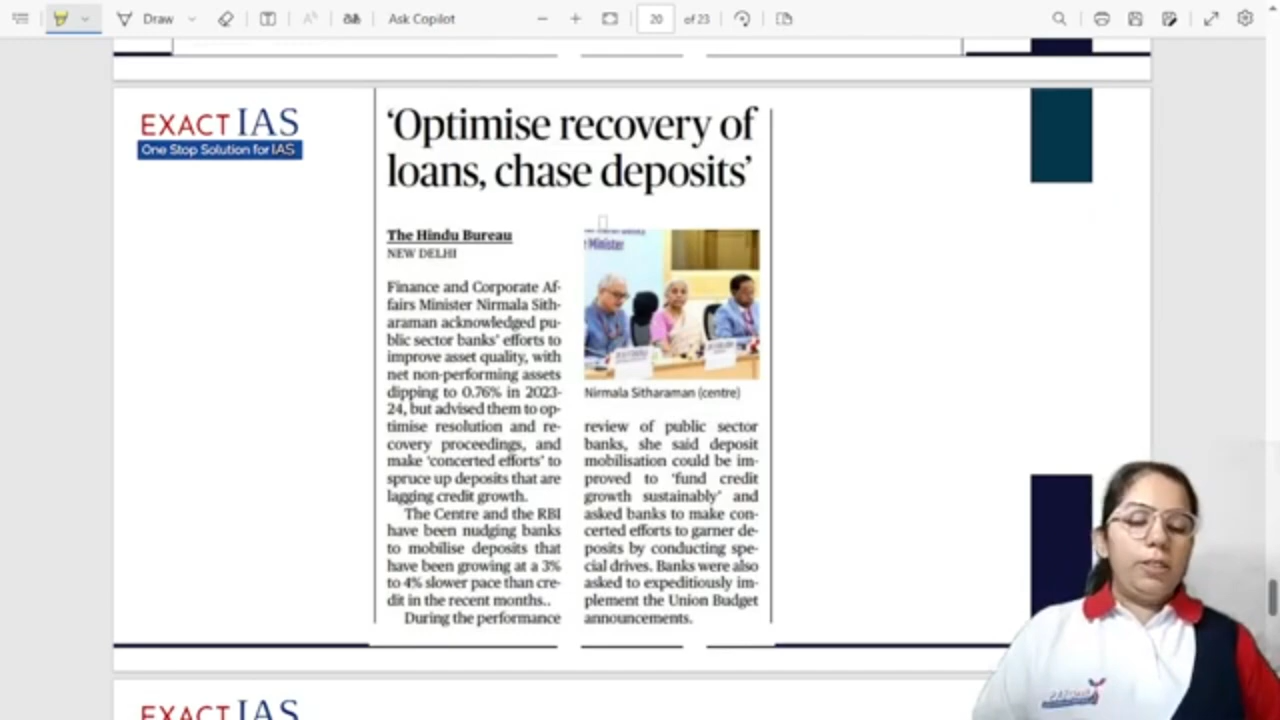 Draw
Ask Copilot
20
of 23
EXACT IAS
One Stop Solution for IAS
‘Optimise recovery of
loans, chase deposits’
The Hindu Bureau
NEW DELHI
Finance and Corporate Af-
fairs Minister Nirmala Sith-
araman acknowledged pu-
blic sector banks’ efforts to
improve asset quality, with
net non-performing assets
dipping to 0.76% in 2023-
24, but advised them to op-
timise resolution and re-
covery proceedings, and
make ‘concerted efforts’ to
spruce up deposits that are
lagging credit growth.
The Centre and the RBI
have been nudging banks
to mobilise deposits that
have been growing at a 3%
to 4% slower pace than cre-
dit in the recent months..
During the performance
Minister
Nirmala Sitharaman (centre)
review of public sector
banks, she said deposit
mobilisation could be im-
proved to ‘fund credit
growth sustainably’ and
asked banks to make con-
certed efforts to garner de-
posits by conducting spe-
cial drives. Banks were also
asked to expeditiously im-
plement the Union Budget
announcements.
EXACT IAS